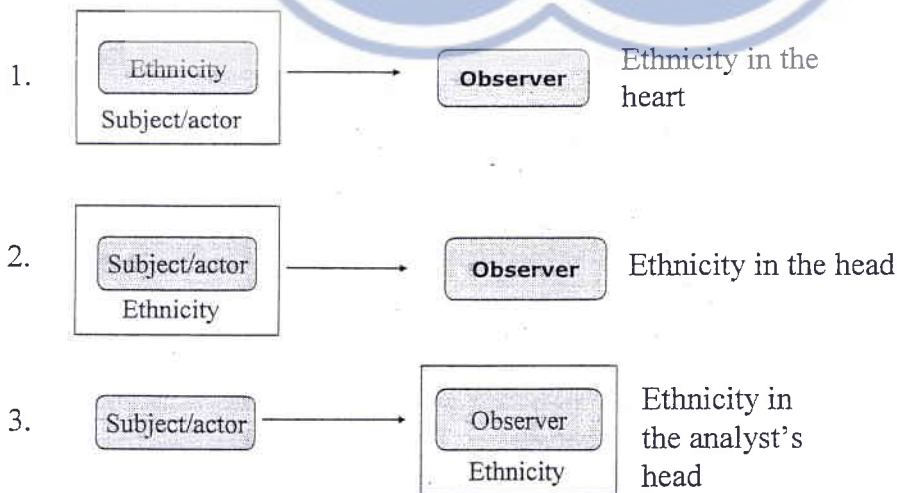 1.
Ethnicity
Subject/actor
Observer
Ethnicity in the
heart
2.
Subject/actor
Ethnicity
Observer
Ethnicity in the head
3.
Subject/actor
Observer
Ethnicity
Ethnicity in
the analyst's
head